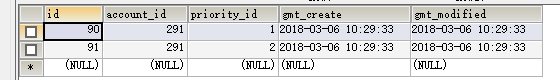 id account_id priority_id gmt_create gmt_modified
90 291 1 2018-03-06 10:29:33 2018-03-06 10:29:33
91 291 2 2018-03-06 10:29:33 2018-03-06 10:29:33
* (NULL) (NULL) (NULL) (NULL) (NULL)